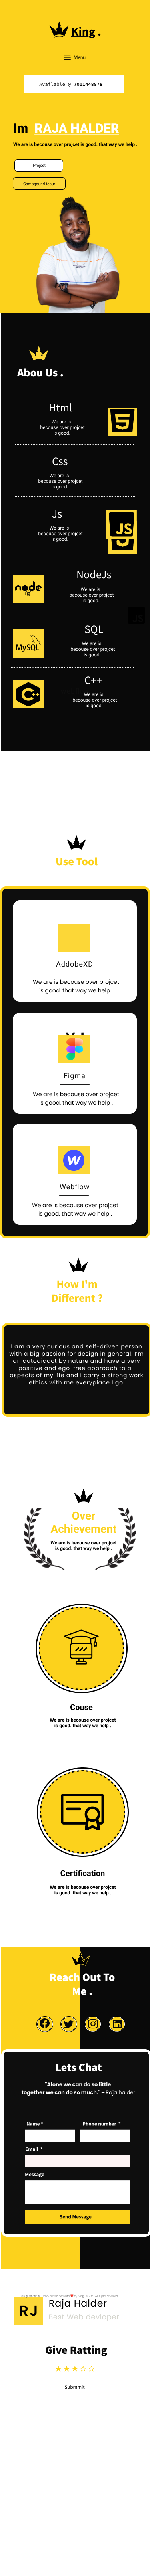 King .
Menu
Available @ 7011446876
Im RAJA HALDER
We are is becouse over projcet is good. that way we help .
Projcet
Campgound teour
Abou Us .
Html
We are is
becouse over projcet
is good.
Css
We are is
becouse over projcet
is good.
Js
We are is
becouse over projcet
is good.
JS
NodeJs
node
We are is
becouse over projcet
is good.
SQL
MySQL
We are is
becouse over projcet
is good.
C++
We are is
becouse over projcet
is good.
Use Tool
AddobeXD
We are is becouse over projcet
is good. that way we help .
Figma
We are is becouse over projcet
is good. that way we help .
Webflow
We are is becouse over projcet
is good. that way we help .
How I'm
Different ?
I am a very curious and self-driven person
with a big passion for design in general. I'm
an autodidact by nature and have a very
positive and ego-free approach to all
aspects of my life and I carry a strong work
ethics with me everyplace I go.
Over
Achievement
We are is becouse over projcet
is good. that way we help .
Couse
We are is becouse over projcet
is good. that way we help .
Certification
We are is becouse over projcet
is good. that way we help .
Reach Out To
Me .
Lets Chat
"Alone we can do so little
together we can do so much." – Raja halder
Name *
Phone number *
Email *
Message
Send Message
RJ
Raja Halder
Best Web.devloper
Give Ratting
Submmit